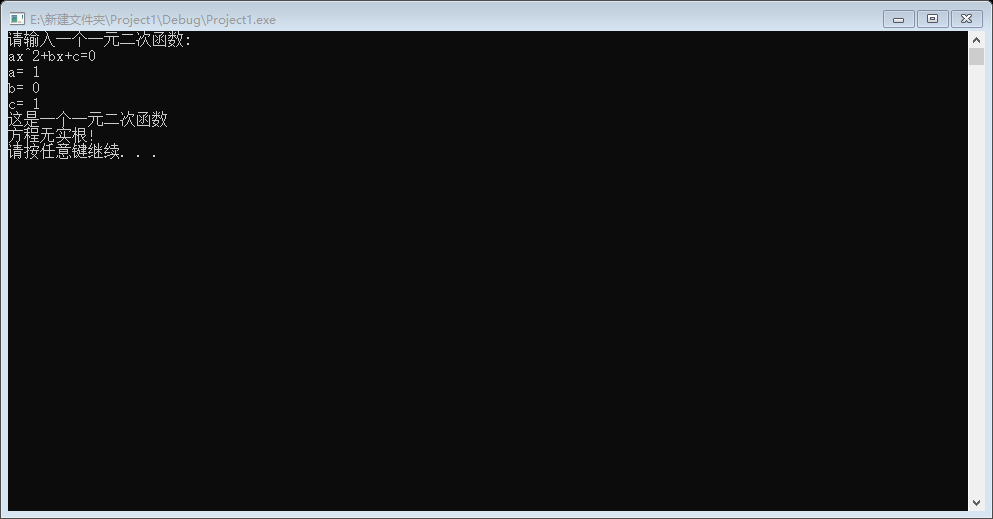 E:\新建文件夹\Project1\Debug\Project1.exe
请输入一个一元二次函数:
ax^2+bx+c=0
a= 1
b= 0
c= 1
这是一个一元二次函数
方程无实根!
请按任意键继续. . .